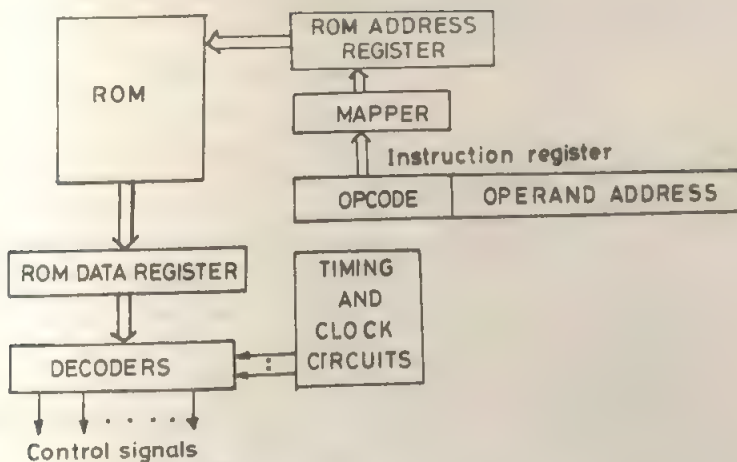 ROM ADDRESS
REGISTER
ROM
MAPPER
Instruction register
OPCODE
OPERAND ADDRESS
ROM DATA REGISTER
TIMING
AND
CLOCK
CIRCUITS
DECODERS
Control signals